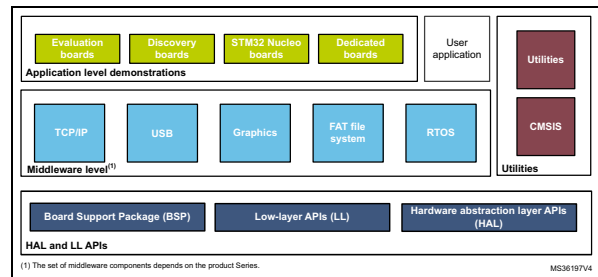 Evaluation
boards
Discovery
boards
STM32 Nucleo
boards
Dedicated
boards
Application level demonstrations
User
application
Utilities
CMSIS
Utilities
TCP/IP
USB
Graphics
FAT file
system
RTOS
Middleware level(1)
Board Support Package (BSP)
Low-layer APIs (LL)
Hardware abstraction layer APIs
(HAL)
HAL and LL APIs
(1) The set of middleware components depends on the product Series.
MS36197V4